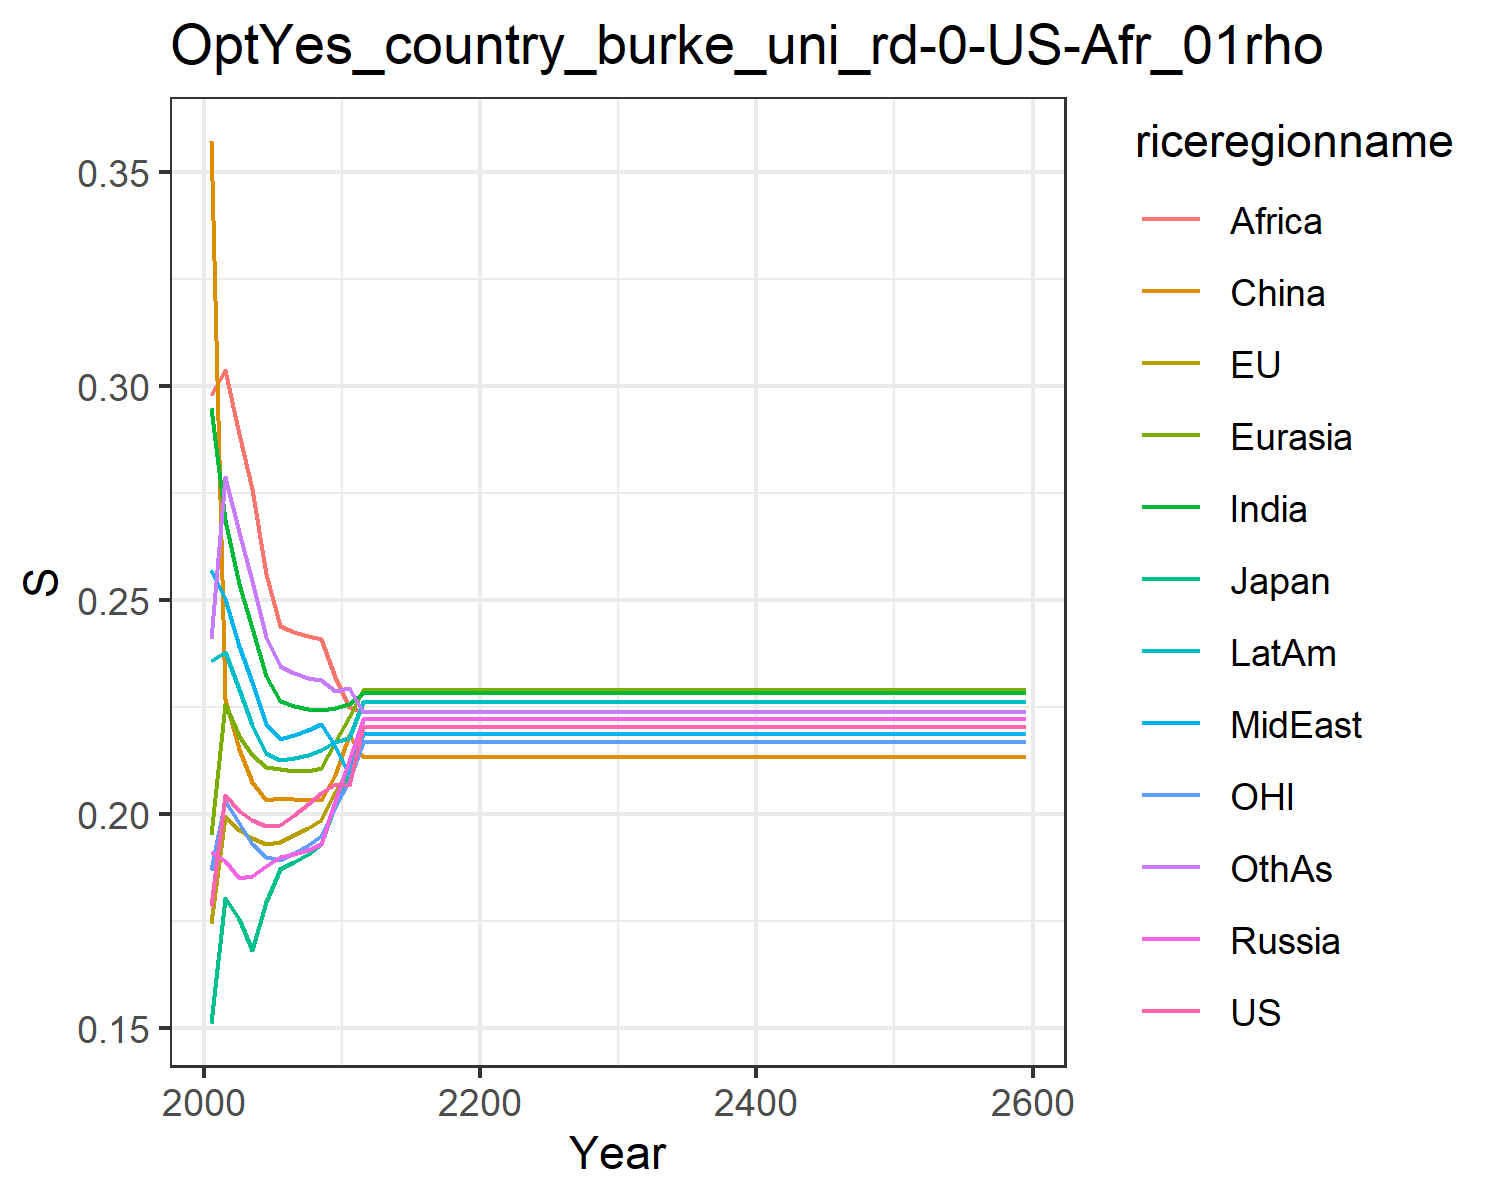 OptYes_country_burke_uni_rd-0-US-Afr_01rho
0.35
0.30
0.25
0.20
0.15
S
2000 2200 2400 2600
Year
riceregionname
Africa
China
EU
Eurasia
India
Japan
LatAm
MidEast
OHI
OthAs
Russia
US